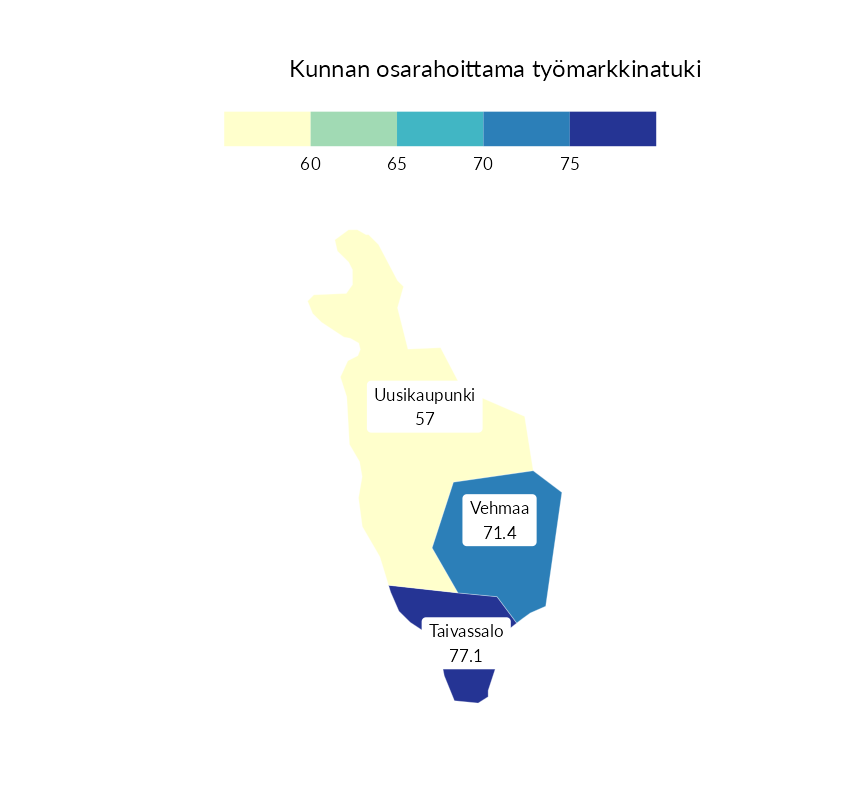 Kunnan osarahoittama työmarkkinatuki
60 65 70 75
Uusikaupunki
57
Vehmaa
71.4
Taivassalo
77.1